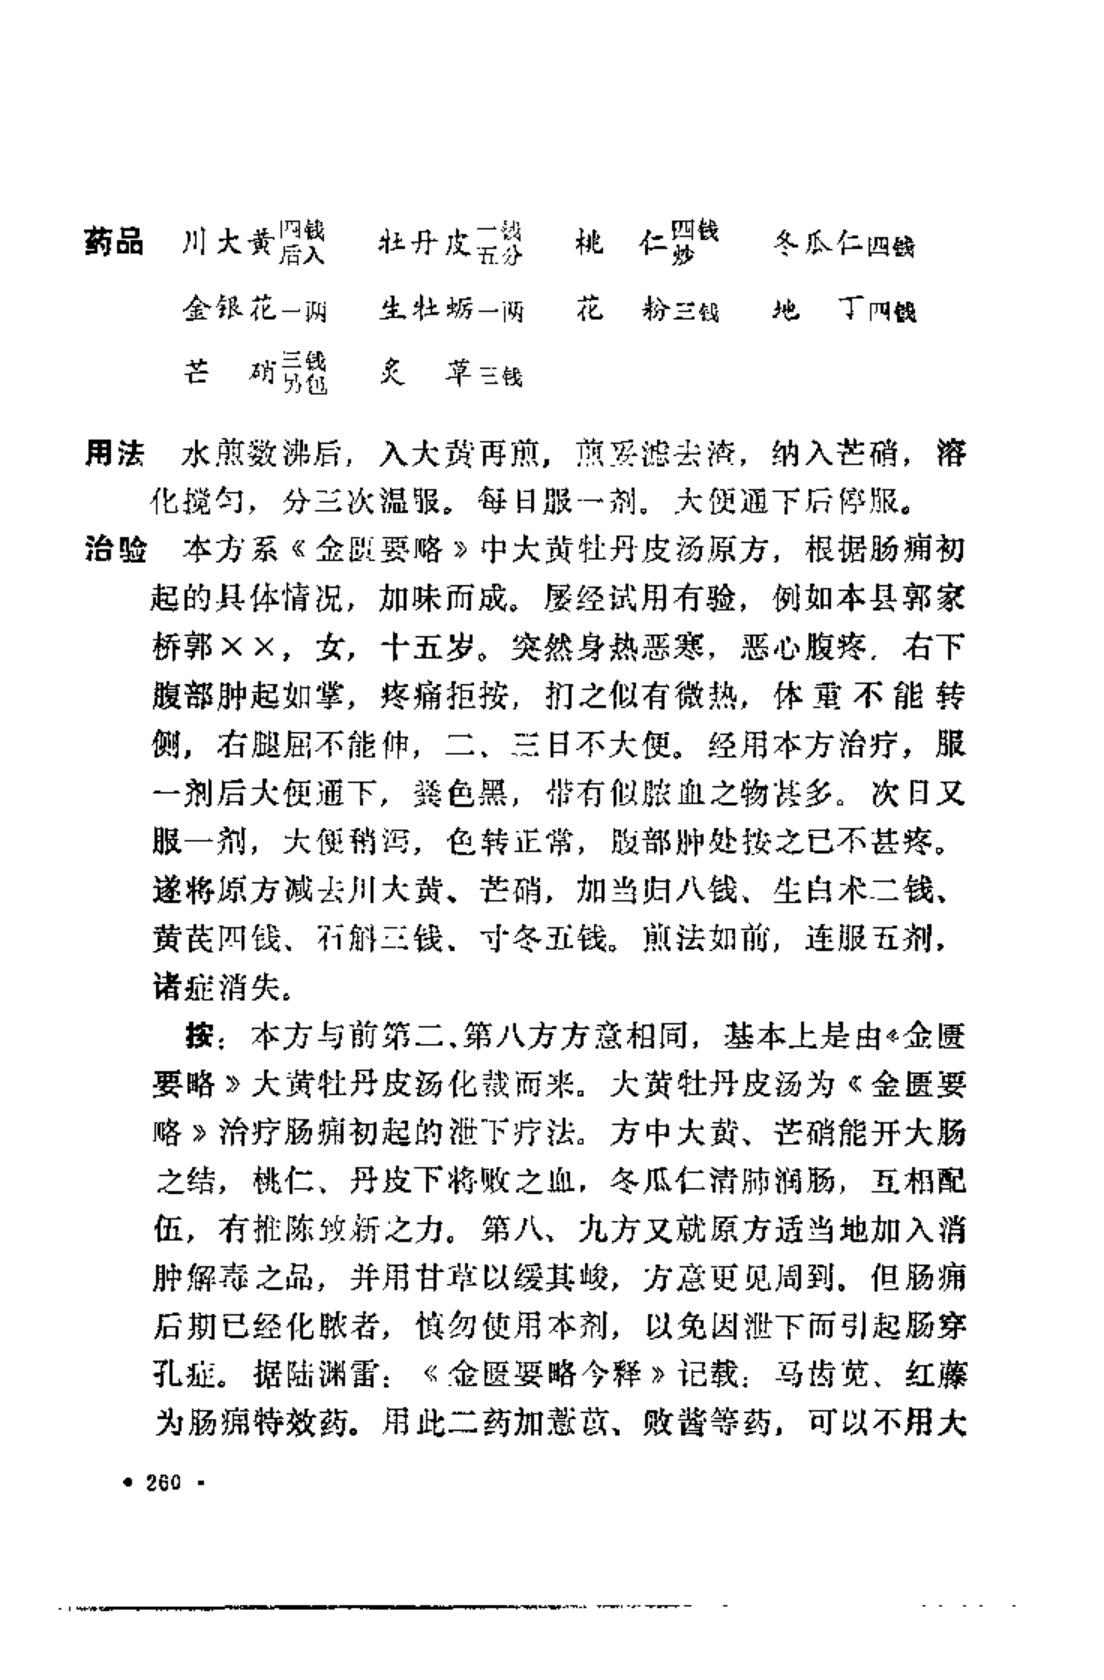 药品 川大黄四钱后入 牡丹皮一钱五分 桃 仁四钱炒 冬瓜仁四钱
金银花一两 生牡蛎一两 花 粉三钱 地 丁四钱
芒 硝三钱另包 炙 草三钱
用法 水煎数沸后，入大黄再煎，煎妥滤去渣，纳入芒硝，溶
化搅匀，分三次温服。每日服一剂。大便通下后停服。
治验 本方系《金匮要略》中大黄牡丹皮汤原方，根据肠痈初
起的具体情况，加味而成。屡经试用有验，例如本县郭家
桥郭××，女，十五岁。突然身热恶寒，恶心腹疼．右下
腹部肿起如掌，疼痛拒按，扪之似有微热，体重不能转
侧，右腿屈不能伸，二、三日不大便。经用本方治疗，服
一剂后大便通下，粪色黑，带有似脓血之物甚多。次日又
服一剂，大便稍泻，色转正常，腹部肿处按之已不甚疼。
遂将原方减去川大黄、芒硝，加当归八钱、生白术二钱、
黄芪四钱、石斛三钱、寸冬五钱。煎法如前，连服五剂，
诸症消失。
按：本方与前第二、第八方方意相同，基本上是由《金匮
要略》大黄牡丹皮汤化裁而来。大黄牡丹皮汤为《金匮要
略》治疗肠痈初起的泄下疗法。方中大黄、芒硝能开大肠
之结，桃仁、丹皮下将败之血，冬瓜仁清肺润肠，互相配
伍，有推陈致新之力。第八、九方又就原方适当地加入消
肿解毒之品，并用甘草以缓其峻，方意更见周到。但肠痈
后期已经化脓者，慎勿使用本剂，以免因泄下而引起肠穿
孔症。据陆渊雷：《金匮要略今释》记载：马齿苋、红藤
为肠痈特效药。用此二药加薏苡、败酱等药，可以不用大
• 260 •